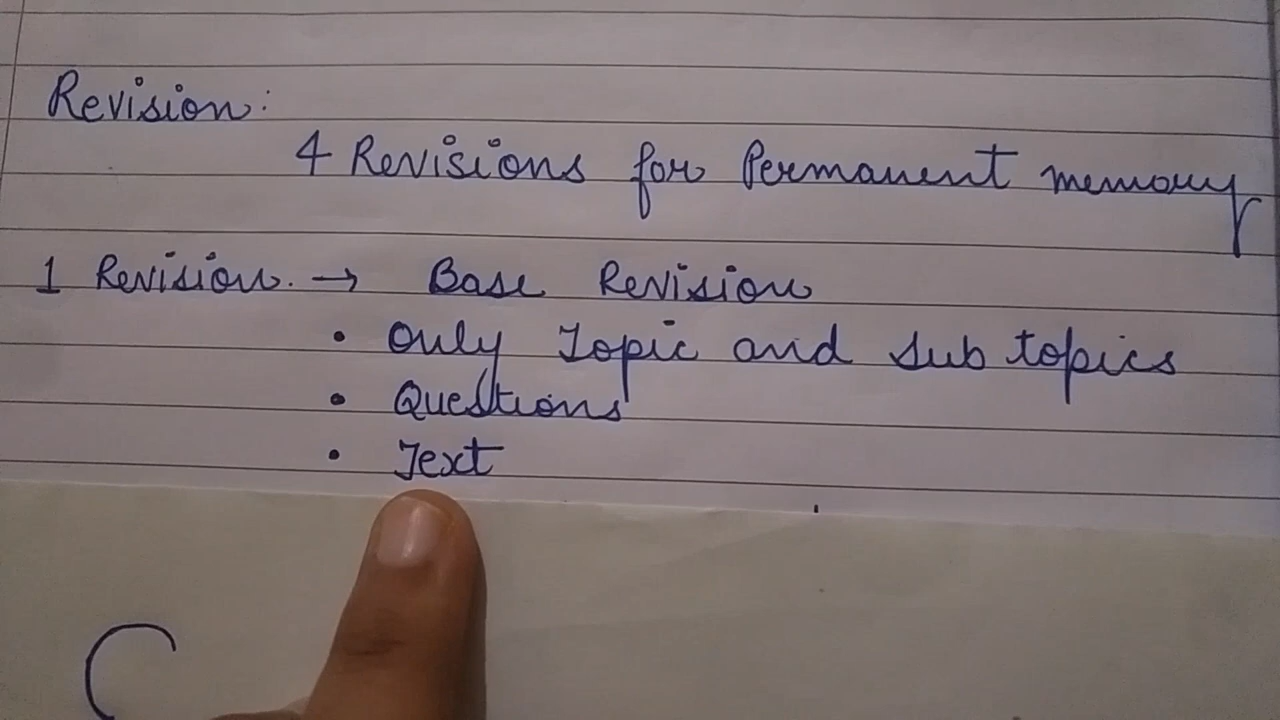 Revision:
4 Revisions for Permanent memory
1 Revision. → Base Revision
• Only Topic and Sub topics
• Questions
• Text